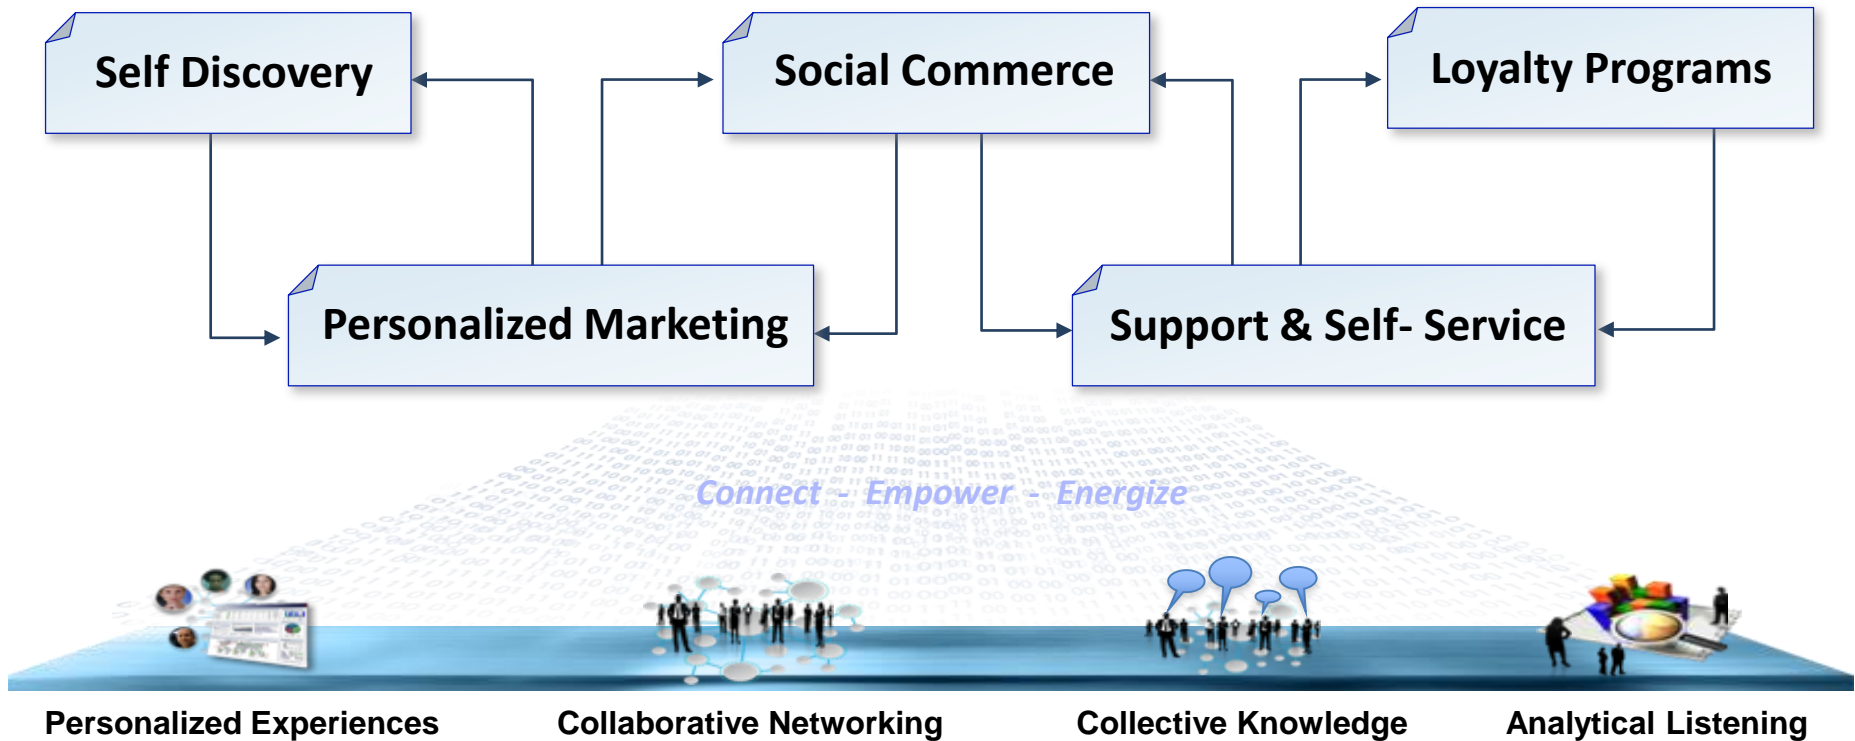 Self Discovery
Social Commerce
Loyalty Programs
Personalized Marketing
Support & Self- Service
Connect - Empower - Energize
Personalized Experiences
Collaborative Networking
Collective Knowledge
Analytical Listening